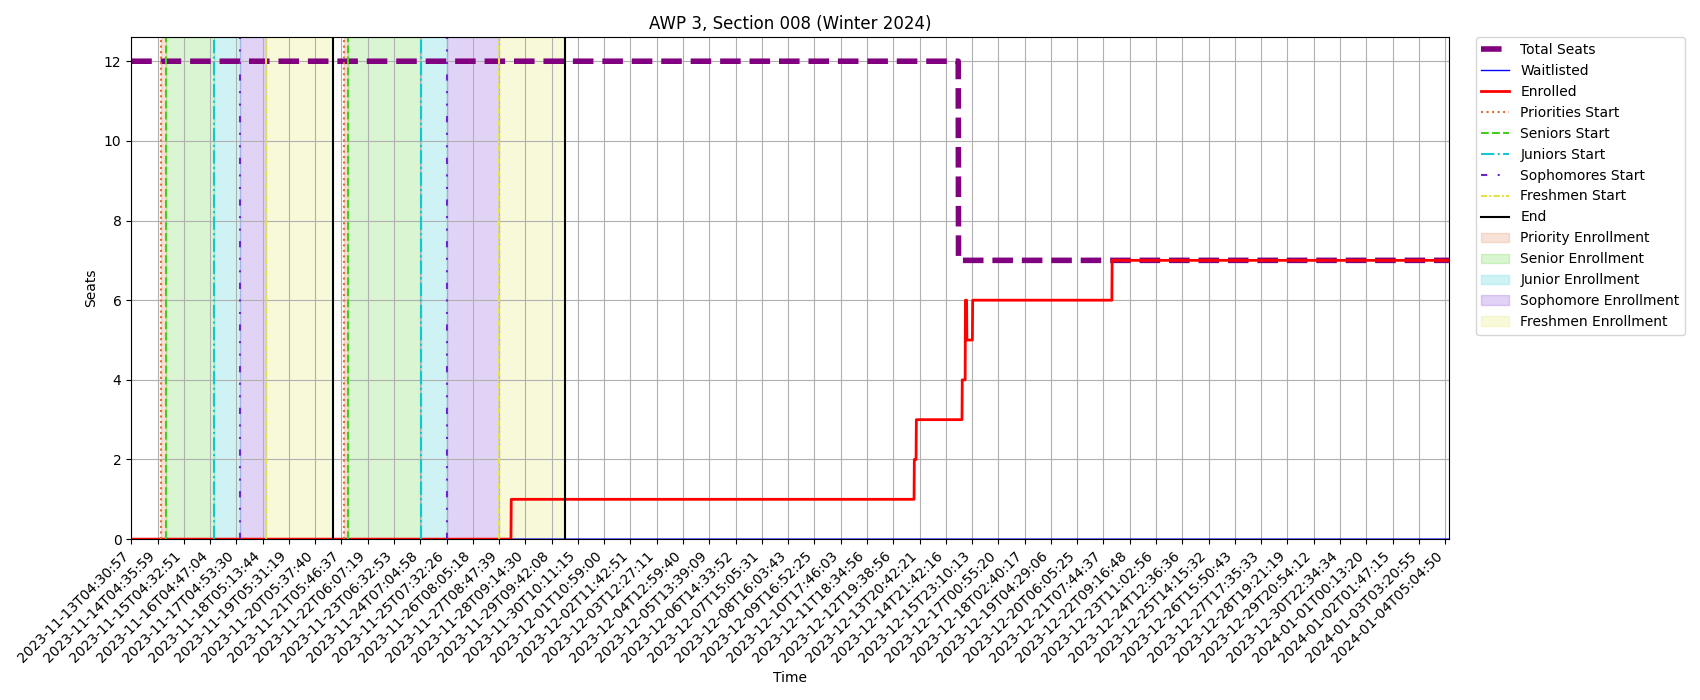 AWP 3, Section 008 (Winter 2024)
Seats
12
10
8
6
4
2
0
2023-11-13T04:30:57
2023-11-14T04:35:59
2023-11-15T04:32:51
2023-11-16T04:47:04
2023-11-17T04:53:30
2023-11-18T05:13:44
2023-11-19T05:31:19
2023-11-20T05:37:40
2023-11-21T05:46:37
2023-11-22T06:07:19
2023-11-23T06:32:53
2023-11-24T07:04:58
2023-11-25T07:32:26
2023-11-26T08:05:18
2023-11-27T08:47:39
2023-11-28T09:14:30
2023-11-29T09:42:08
2023-11-30T10:11:15
2023-12-01T10:59:00
2023-12-02T11:42:51
2023-12-03T12:27:11
2023-12-04T12:59:40
2023-12-05T13:39:09
2023-12-06T14:33:52
2023-12-07T15:05:31
2023-12-08T16:03:43
2023-12-09T16:52:25
2023-12-10T17:46:03
2023-12-11T18:34:56
2023-12-12T19:38:56
2023-12-13T20:42:21
2023-12-14T21:42:16
2023-12-15T23:10:13
2023-12-17T00:55:20
2023-12-18T02:40:17
2023-12-19T04:29:06
2023-12-20T06:05:25
2023-12-21T07:44:37
2023-12-22T09:16:48
2023-12-23T11:02:56
2023-12-24T12:36:36
2023-12-25T14:15:32
2023-12-26T15:50:43
2023-12-27T17:35:33
2023-12-28T19:21:19
2023-12-29T20:54:12
2023-12-30T22:34:34
2024-01-01T00:13:20
2024-01-02T01:47:15
2024-01-03T03:20:55
2024-01-04T05:04:50
Time
Total Seats
Waitlisted
Enrolled
Priorities Start
Seniors Start
Juniors Start
Sophomores Start
Freshmen Start
End
Priority Enrollment
Senior Enrollment
Junior Enrollment
Sophomore Enrollment
Freshmen Enrollment